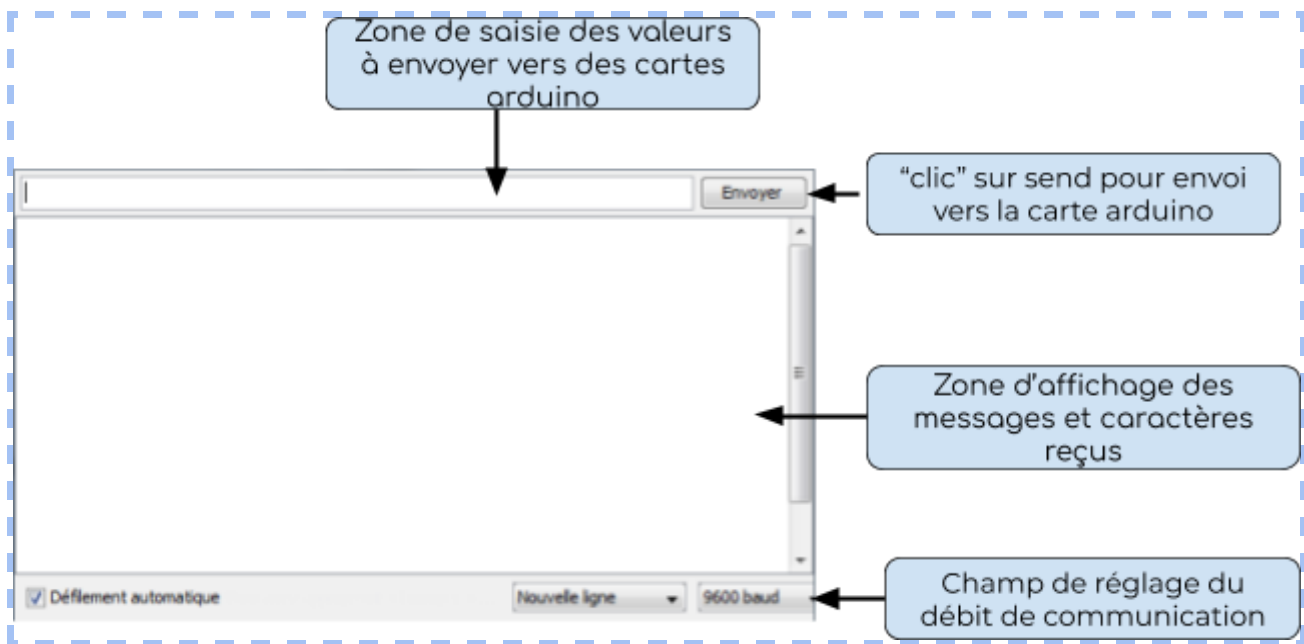 Zone de saisie des valeurs
à envoyer vers des cartes
arduino
Envoyer
“clic” sur send pour envoi
vers la carte arduino
Zone d’affichage des
messages et caractères
reçus
Défilement automatique
Nouvelle ligne
9600 baud
Champ de réglage du
débit de communication